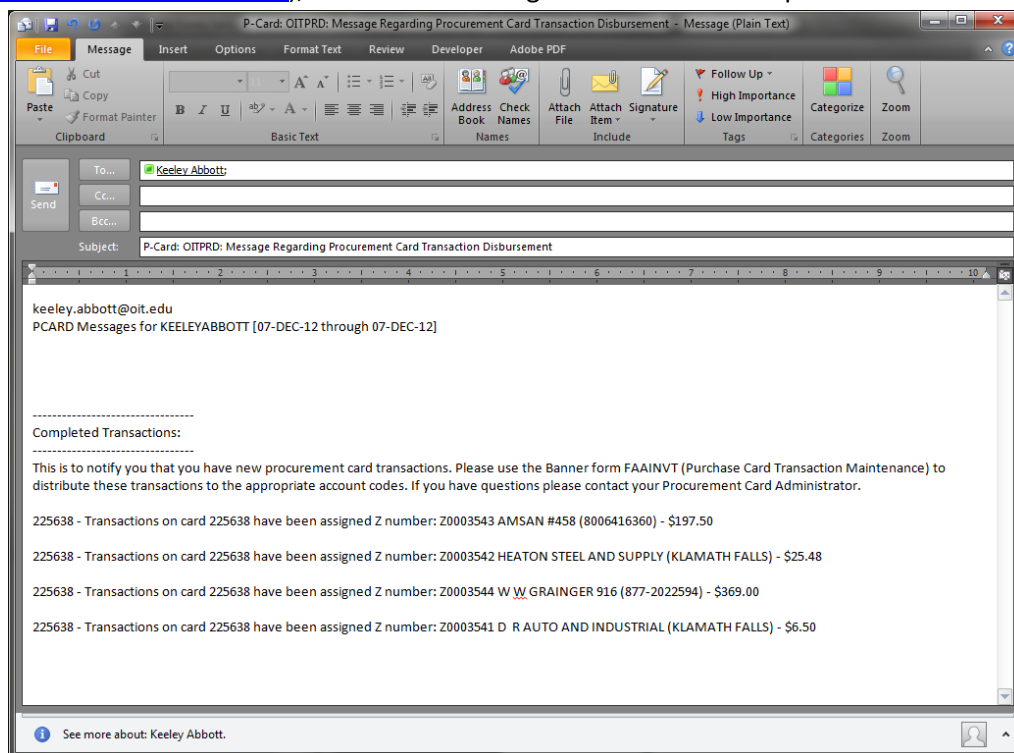 P-Card: OITPRD: Message Regarding Procurement Card Transaction Disbursement - Message (Plain Text)
File Message Insert Options Format Text Review Developer Adobe PDF
Paste Cut Copy Format Painter
Clipboard
B I U
Basic Text
Address Book Check Names
Names
Attach File Attach Item Signature
Include
Follow Up
High Importance
Low Importance
Tags
Categorize
Categories
Zoom
Zoom
Send
To... Keeley Abbott;
Cc...
Bcc...
Subject: P-Card: OITPRD: Message Regarding Procurement Card Transaction Disbursement
1 2 3 4 5 6 7 8 9 10
keeley.abbott@oit.edu
PCARD Messages for KEELEYABBOTT [07-DEC-12 through 07-DEC-12]
---------------------------------
Completed Transactions:
---------------------------------
This is to notify you that you have new procurement card transactions. Please use the Banner form FAAINVT (Purchase Card Transaction Maintenance) to
distribute these transactions to the appropriate account codes. If you have questions please contact your Procurement Card Administrator.
225638 - Transactions on card 225638 have been assigned Z number: Z0003543 AMSAN #458 (8006416360) - $197.50
225638 - Transactions on card 225638 have been assigned Z number: Z0003542 HEATON STEEL AND SUPPLY (KLAMATH FALLS) - $25.48
225638 - Transactions on card 225638 have been assigned Z number: Z0003544 W W GRAINGER 916 (877-2022594) - $369.00
225638 - Transactions on card 225638 have been assigned Z number: Z0003541 D  R AUTO AND INDUSTRIAL (KLAMATH FALLS) - $6.50
See more about: Keeley Abbott.